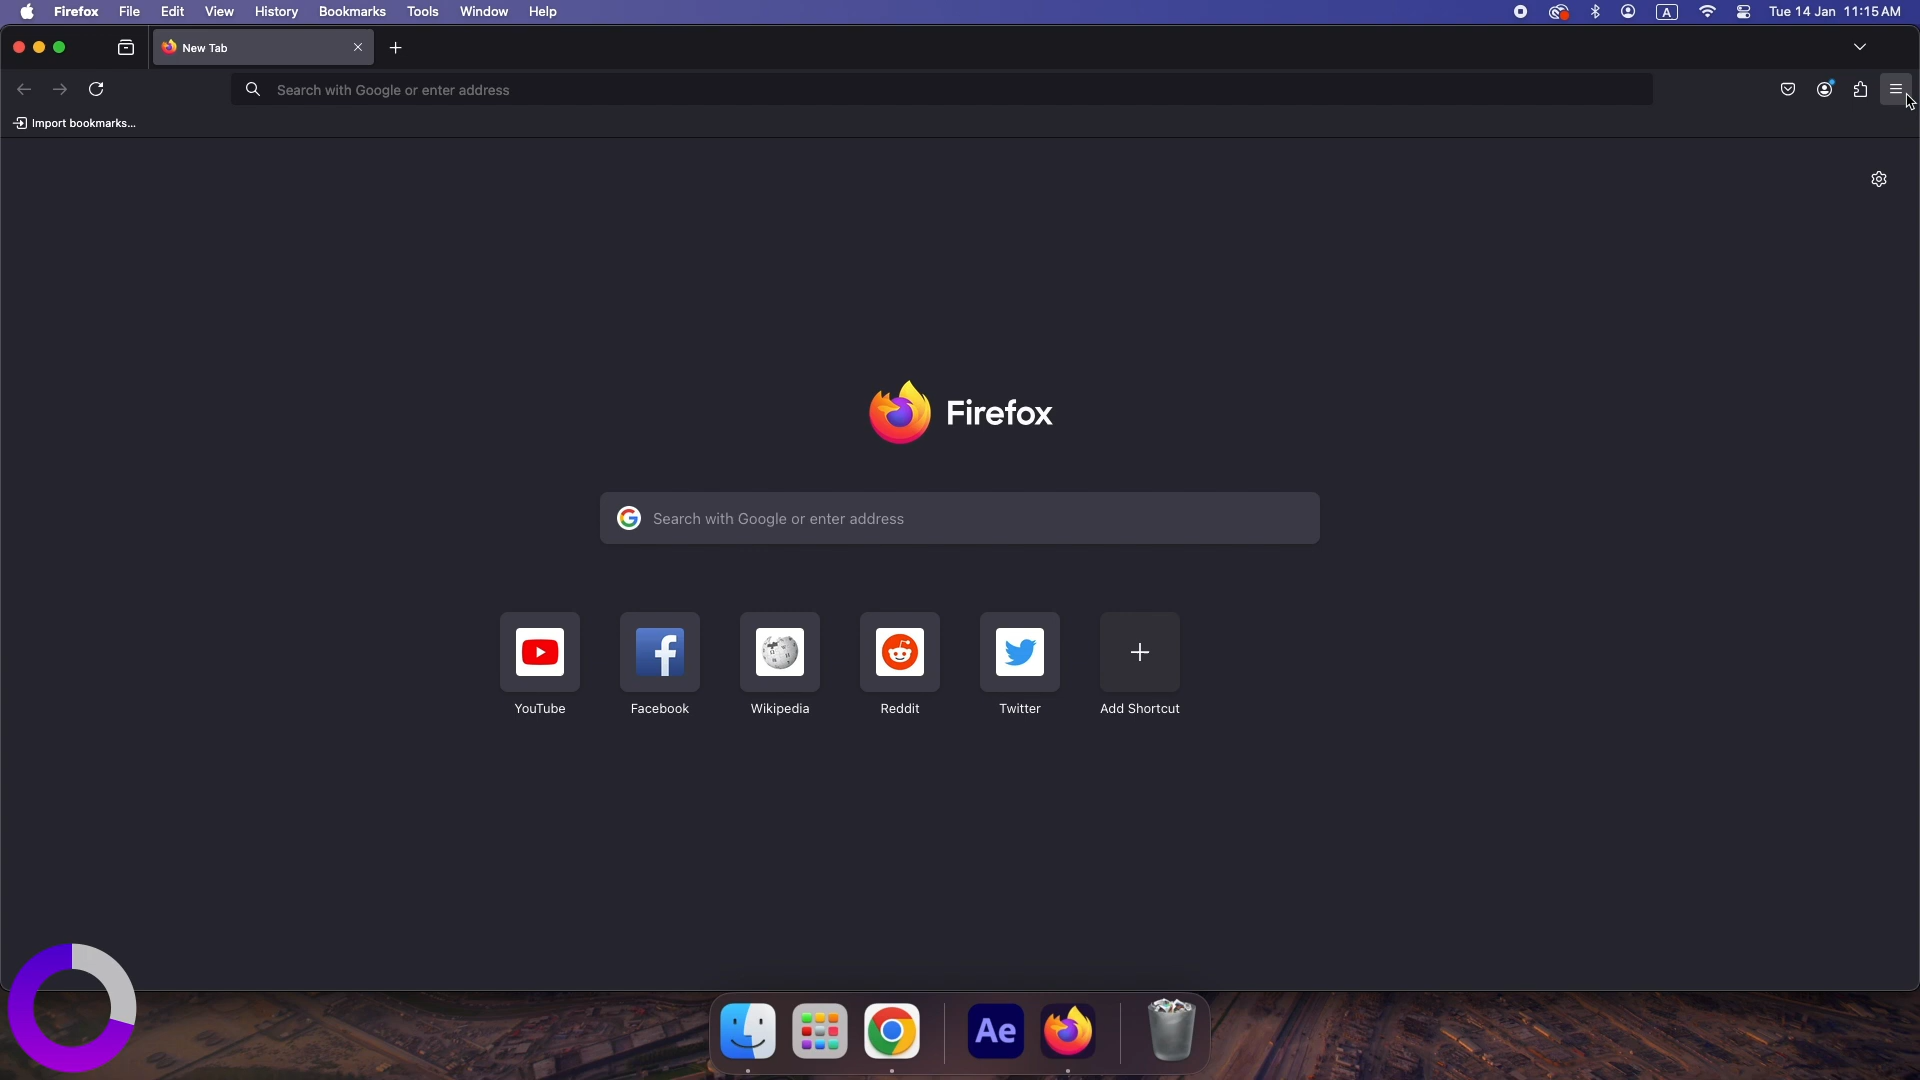 Firefox File Edit View History Bookmarks Tools Window Help A Tue 14 Jan 11:15 AM
New Tab
Search with Google or enter address
Import bookmarks...
Firefox
G Search with Google or enter address
YouTube Facebook Wikipedia Reddit Twitter Add Shortcut
Ae